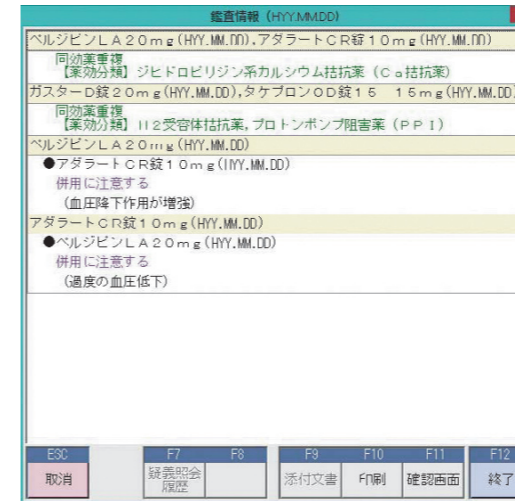 鑑査情報 (HYY.MM.DD)
ペルジピンLA20mg(HYY.MM.DD),アダラートCR錠10mg(HYY.MM.DD)
同効薬重複
【薬効分類】ジヒドロピリジン系カルシウム拮抗薬(Ca拮抗薬)
ガスターD錠20mg(HYY.MM.DD),タケプロンOD錠15 15mg(HYY.MM.DD)
同効薬重複
【薬効分類】H2受容体拮抗薬,プロトンポンプ阻害薬(PPI)
ペルジピンLA20mg(HYY.MM.DD)
●アダラートCR錠10mg(HYY.MM.DD)
併用に注意する
(血圧降下作用が増強)
アダラートCR錠10mg(HYY.MM.DD)
●ペルジピンLA20mg(HYY.MM.DD)
併用に注意する
(過度の血圧低下)
ESC F7 F8 F9 F10 F11 F12
取消 疑義照会 添付文書 印刷 確認画面 終了
履歴